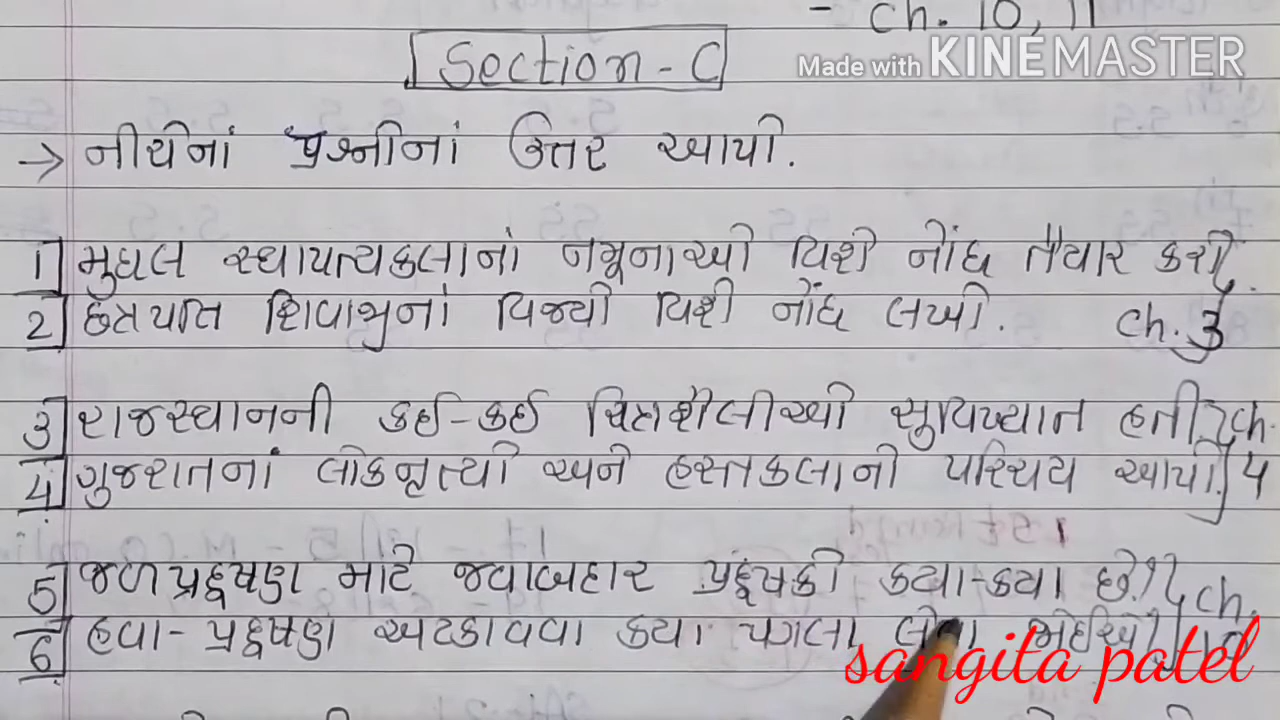 - ch. 10, 11
Made with KINEMASTER
Section - C
→ નીચેનાં પ્રશ્નોનાં ઉત્તર આપો.
1 મુઘલ સ્થાપત્યકલાનાં નમૂનાઓ વિશે નોંધ તૈયાર કરો.
2 છત્રપતિ શિવાજીનાં વિજયો વિશે નોંધ લખો. ch. 3
3 રાજસ્થાનની કઈ-કઈ ચિત્રશૈલીઓ સુવિખ્યાત હતી? ch.
4 ગુજરાતનાં લોકનૃત્યો અને હસ્તકલાનો પરિચય આપો. 5
5 જળપ્રદૂષણ માટે જવાબદાર પ્રદૂષકો કયા-કયા છે? ch.
6 હવા-પ્રદૂષણ અટકાવવા કયા પગલા લેવા જોઈએ?
sangita patel